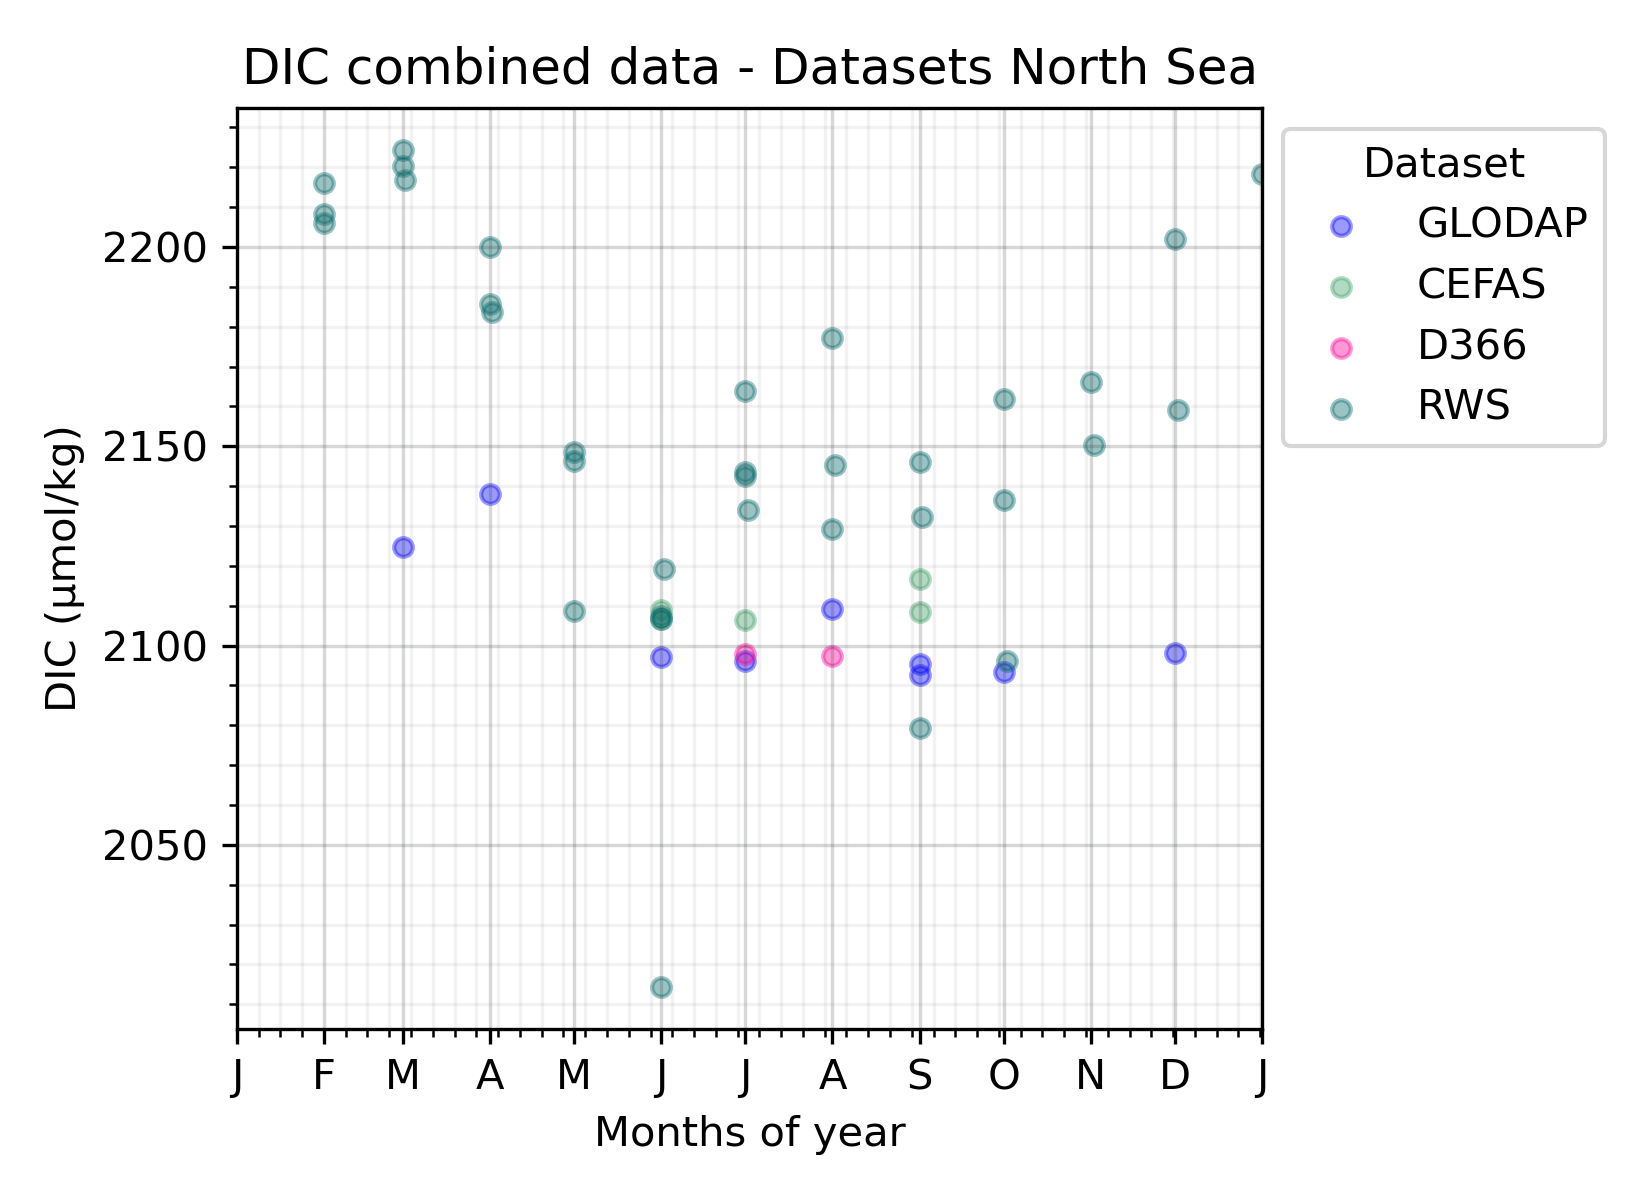 DIC combined data - Datasets North Sea
Dataset
GLODAP
CEFAS
D366
RWS
2200
2150
2100
2050
DIC (μmol/kg)
J F M A M J J A S O N D J
Months of year